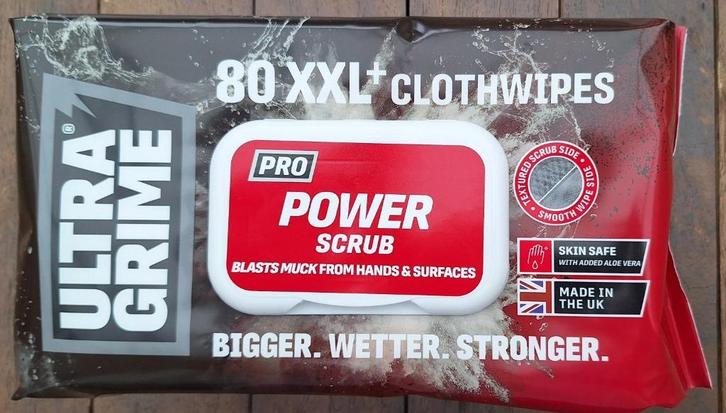 80 XXL+ CLOTHWIPES
ULTRA
GRIME®
PRO
POWER
SCRUB
BLASTS MUCK FROM HANDS & SURFACES
TEXTURED SCRUB SIDE •
SMOOTH WIPE SIDE •
SKIN SAFE
WITH ADDED ALOE VERA
MADE IN
THE UK
BIGGER. WETTER. STRONGER.